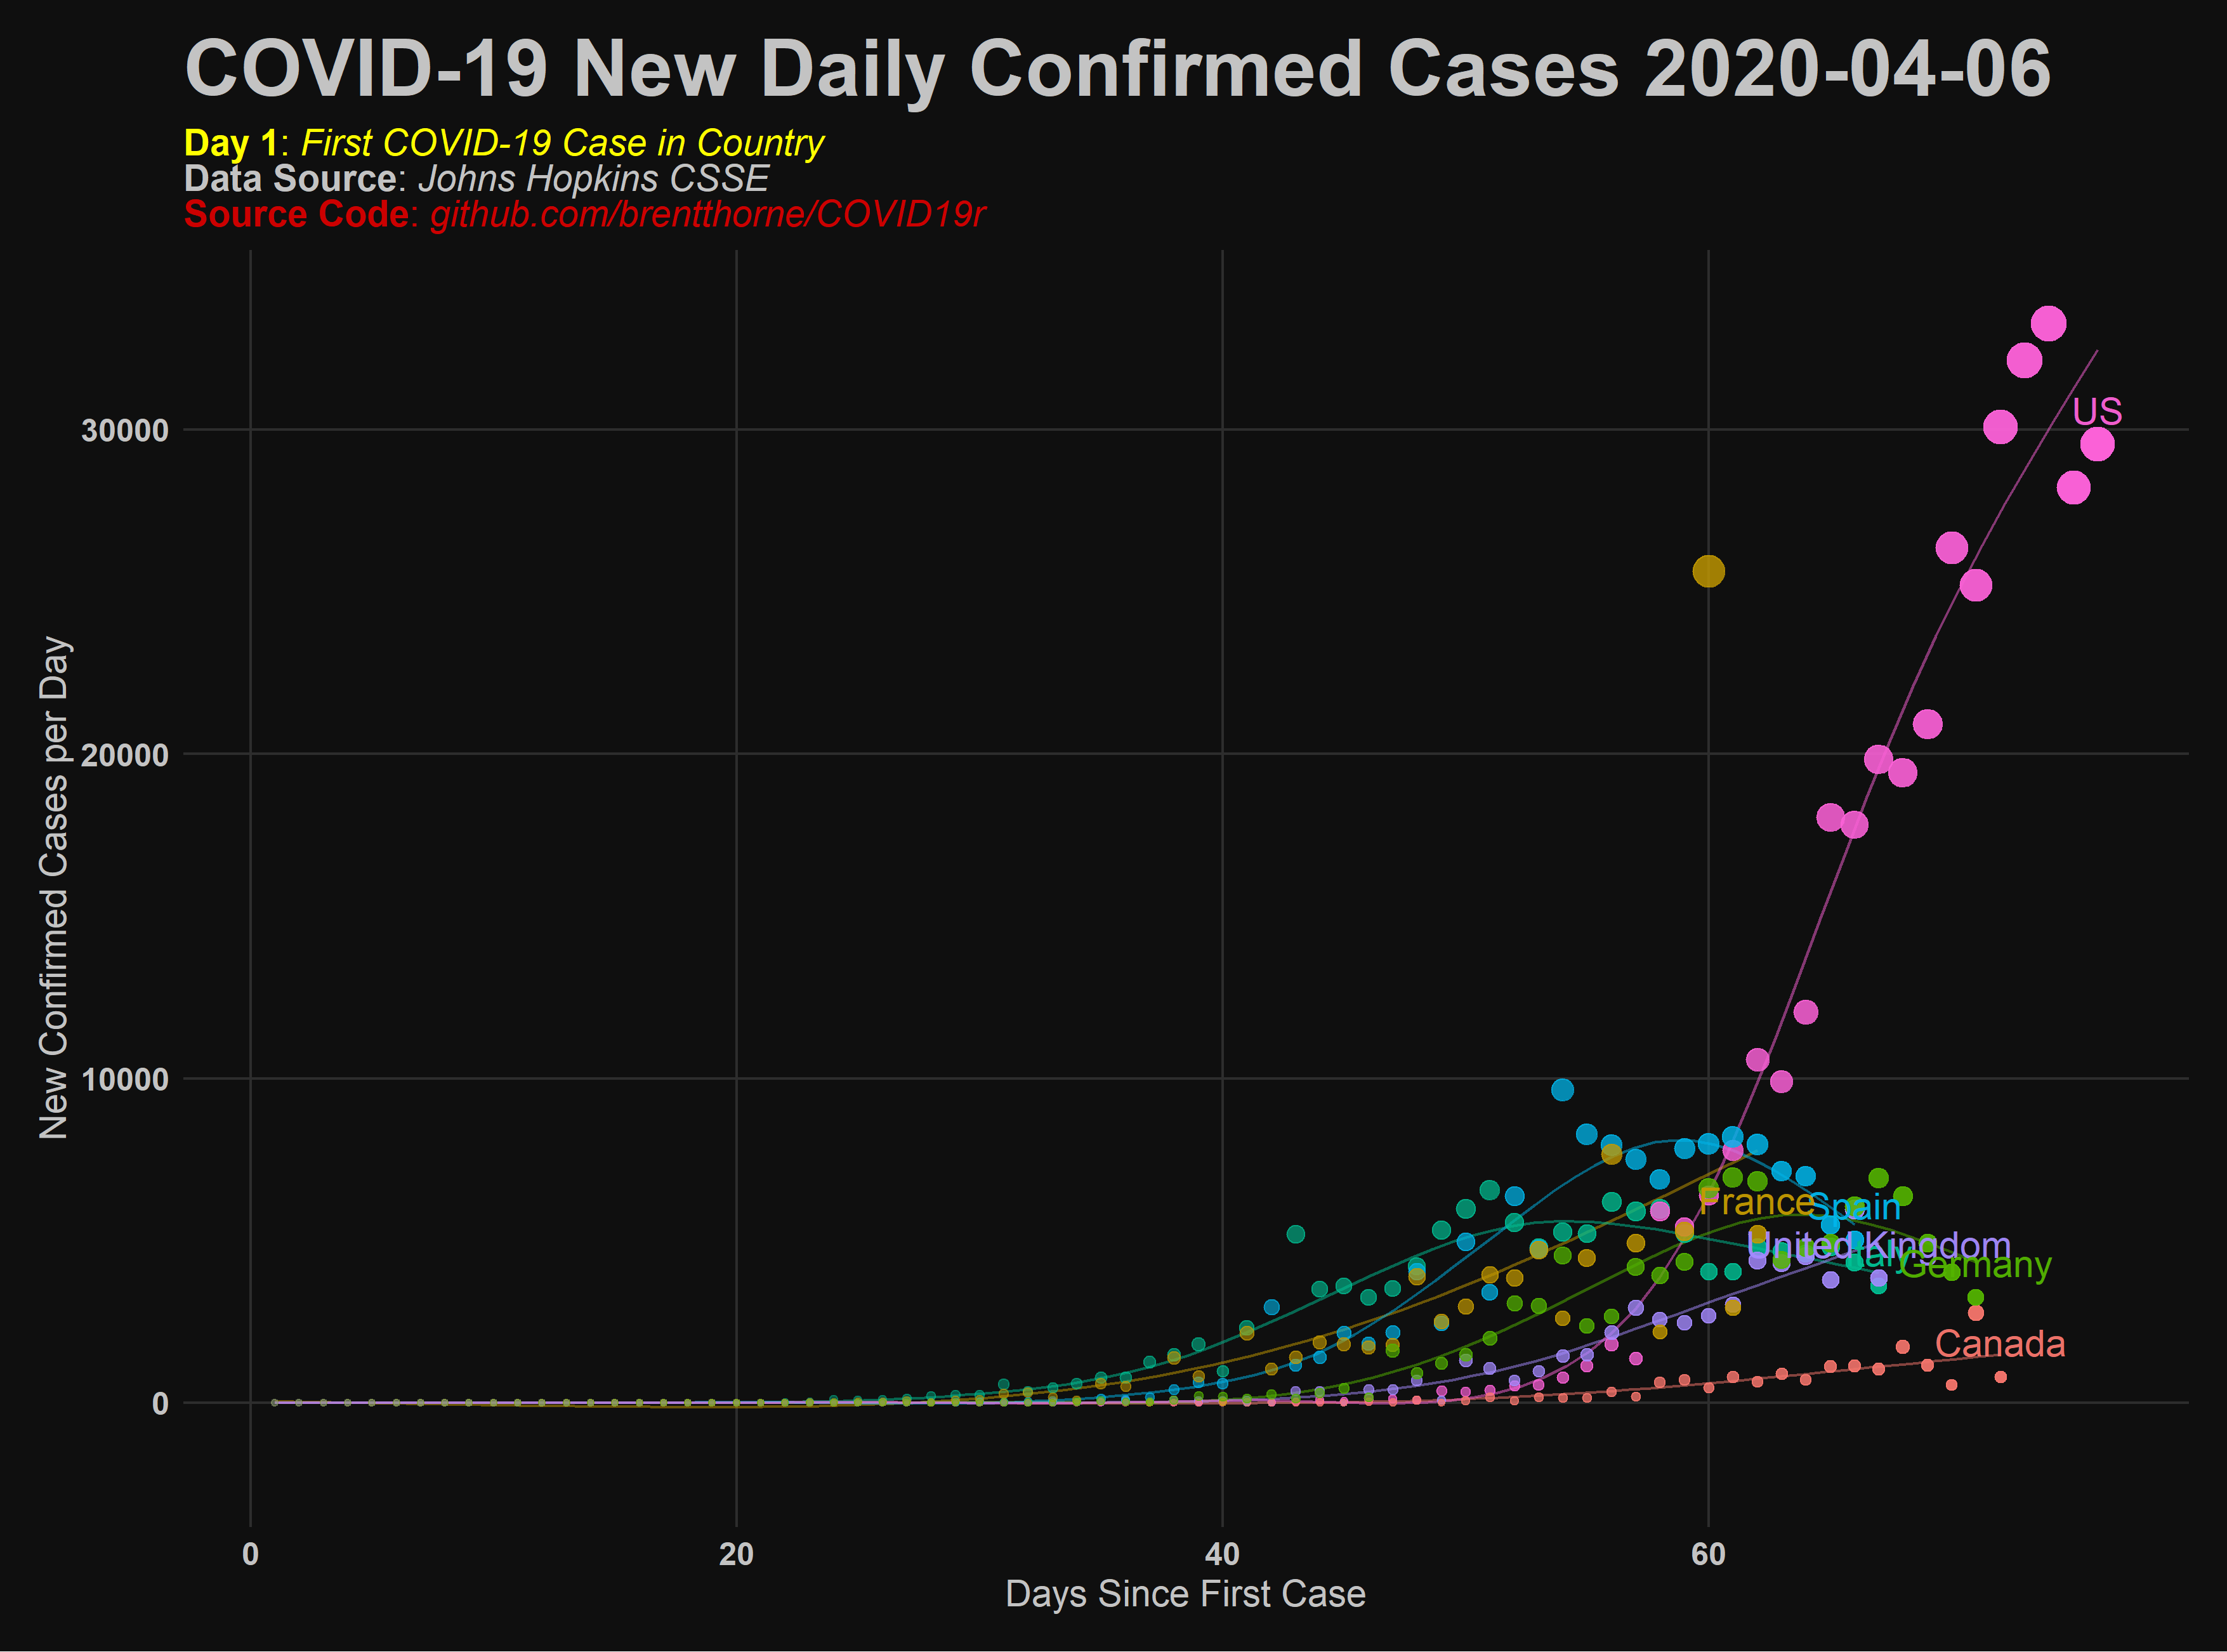 COVID-19 New Daily Confirmed Cases 2020-04-06
Day 1: First COVID-19 Case in Country
Data Source: Johns Hopkins CSSE
Source Code: github.com/brentthorne/COVID19r
New Confirmed Cases per Day
30000
20000
10000
0
US
France
Spain
United Kingdom
Italy
Germany
Canada
0 20 40 60
Days Since First Case